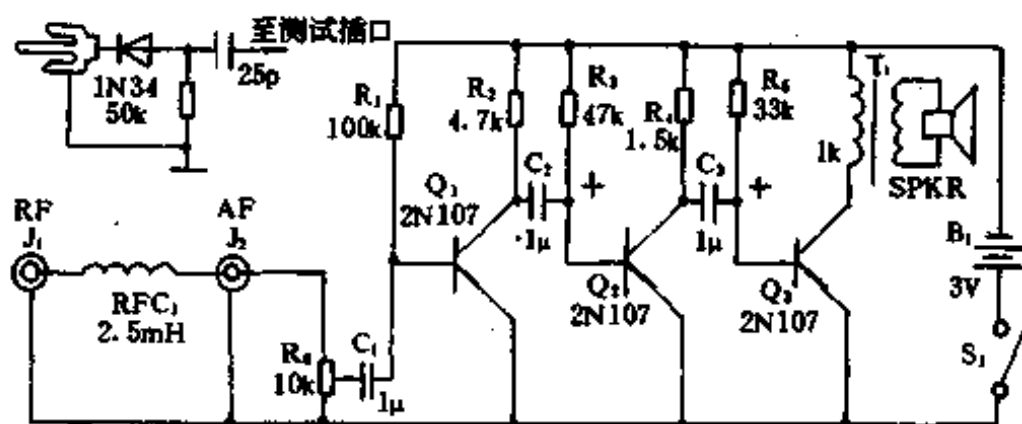 至测试插口
25p
1N34
50k
R₁
100k
R₂
4.7k
R₃
47k
1.5k
R₅
33k
T₁
1k
SPKR
C₂
·1μ
+
C₃
1μ
+
Q₁
2N107
Q₂
2N107
Q₃
2N107
B₁
3V
S₁
RF
J₁
AF
J₂
RFC₁
2.5mH
R₆
10k
C₁
1μ